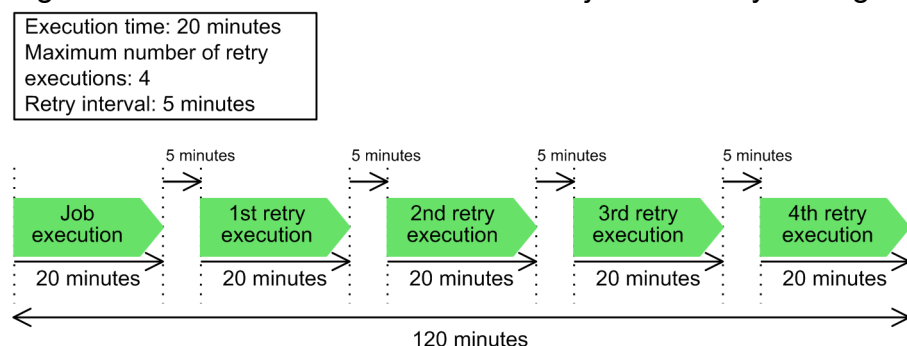 Execution time: 20 minutes
Maximum number of retry
executions: 4
Retry interval: 5 minutes
5 minutes
5 minutes
5 minutes
5 minutes
Job
execution
1st retry
execution
2nd retry
execution
3rd retry
execution
4th retry
execution
20 minutes
20 minutes
20 minutes
20 minutes
20 minutes
120 minutes